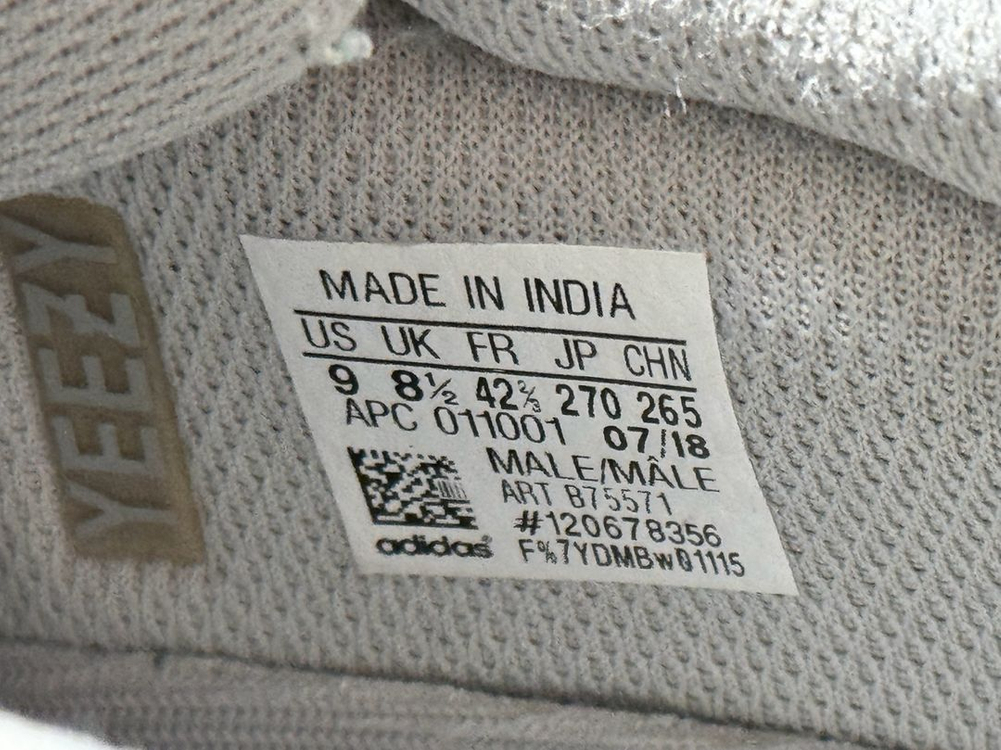 YEEZY
MADE IN INDIA
US UK FR JP CHN
9 8½ 42⅔ 270 265
APC 011001 07/18
MALE/MÂLE
ART B75571
#120678356
F%7YDMBwQ1115
adidas